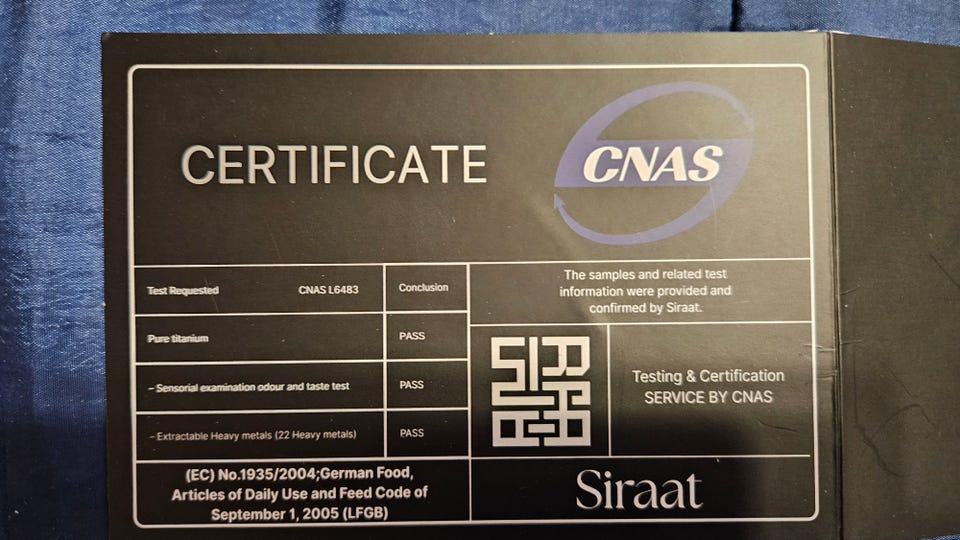 CERTIFICATE
CNAS
Test Requested CNAS L6483 Conclusion
Pure titanium PASS
- Sensorial examination odour and taste test PASS
- Extractable Heavy metals (22 Heavy metals) PASS
(EC) No.1935/2004;German Food,
Articles of Daily Use and Feed Code of
September 1, 2005 (LFGB)
The samples and related test
information were provided and
confirmed by Siraat.
SIRAAT
Testing & Certification
SERVICE BY CNAS
Siraat